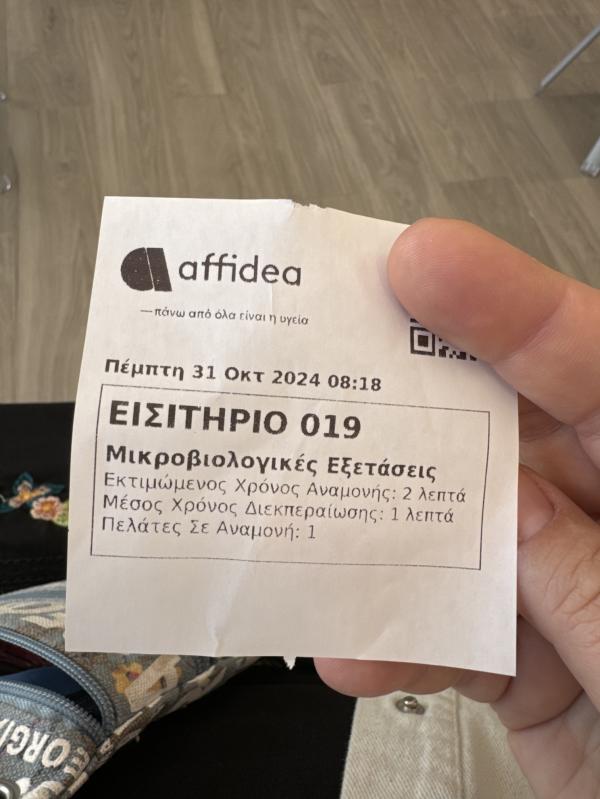 affidea
—πάνω από όλα είναι η υγεία
Πέμπτη 31 Οκτ 2024 08:18
ΕΙΣΙΤΗΡΙΟ 019
Μικροβιολογικές Εξετάσεις
Εκτιμώμενος Χρόνος Αναμονής: 2 λεπτά
Μέσος Χρόνος Διεκπεραίωσης: 1 λεπτά
Πελάτες Σε Αναμονή: 1